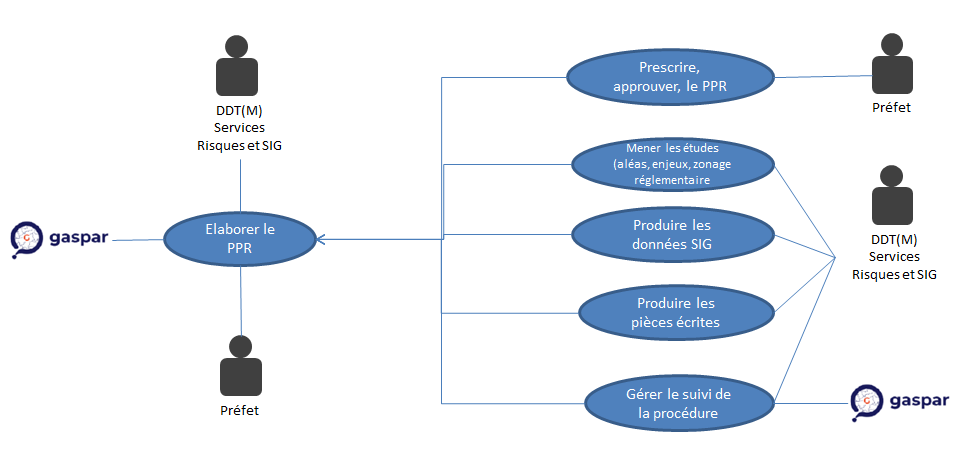 DDT(M)
Services
Risques et SIG
gaspar
Elaborer le
PPR
Préfet
Prescrire,
approuver, le PPR
Préfet
Mener les études
(aléas, enjeux, zonage
réglementaire
Produire les
données SIG
DDT(M)
Services
Risques et SIG
Produire les
pièces écrites
Gérer le suivi de
la procédure
gaspar